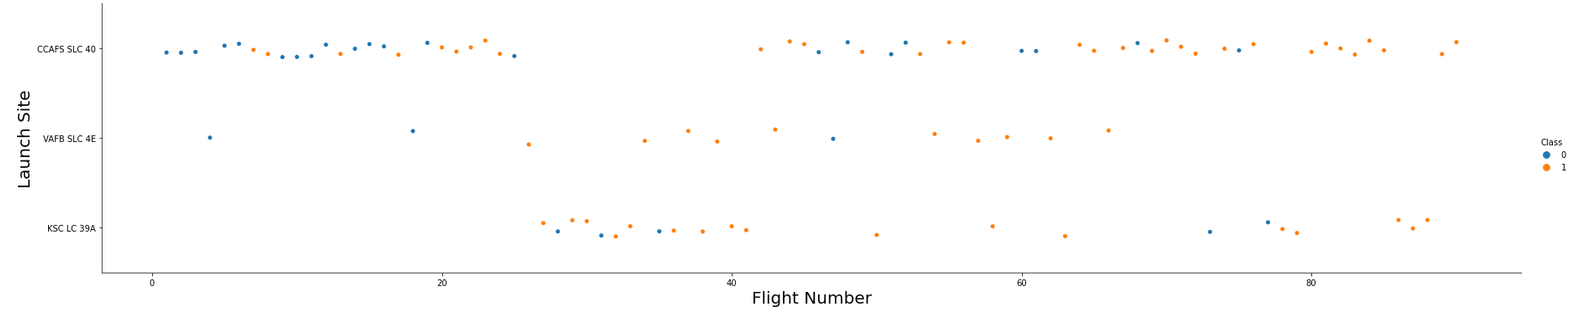 Launch Site
CCAFS SLC 40
VAFB SLC 4E
KSC LC 39A
0
20
40
60
80
Flight Number
Class
0
1